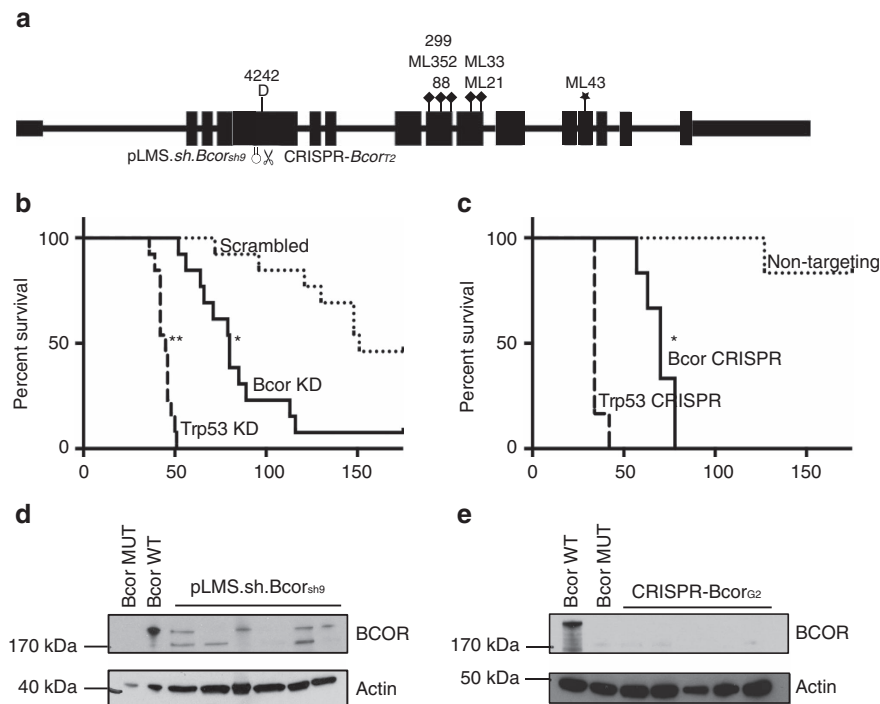 a
299
4242 ML352 ML33
D 88 ML21 ML43
pLMS.sh.Bcorsh9 CRISPR-BcorT2
b
100
50
0
Percent survival
Scrambled
**
*
Bcor KD
Trp53 KD
0 50 100 150
c
100
50
0
Percent survival
Non-targeting
*
Bcor CRISPR
Trp53 CRISPR
0 50 100 150
d
Bcor MUT
Bcor WT
pLMS.sh.Bcorsh9
BCOR
170 kDa
40 kDa
Actin
e
Bcor WT
Bcor MUT
CRISPR-BcorG2
BCOR
170 kDa
50 kDa
Actin